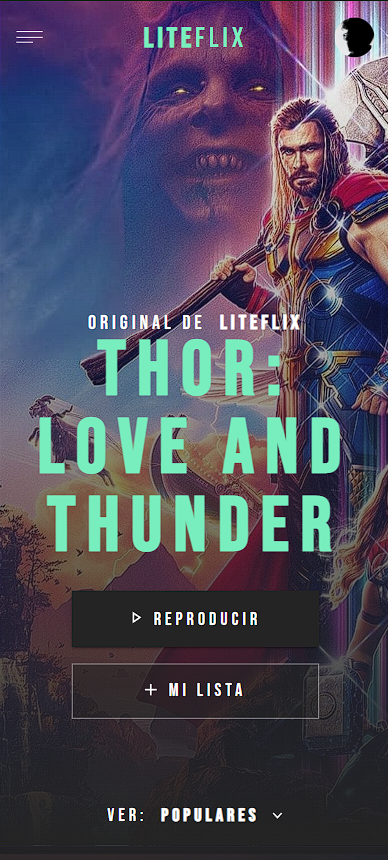 LITEFLIX
ORIGINAL DE LITEFLIX
THOR:
LOVE AND
THUNDER
REPRODUCIR
+ MI LISTA
VER: POPULARES